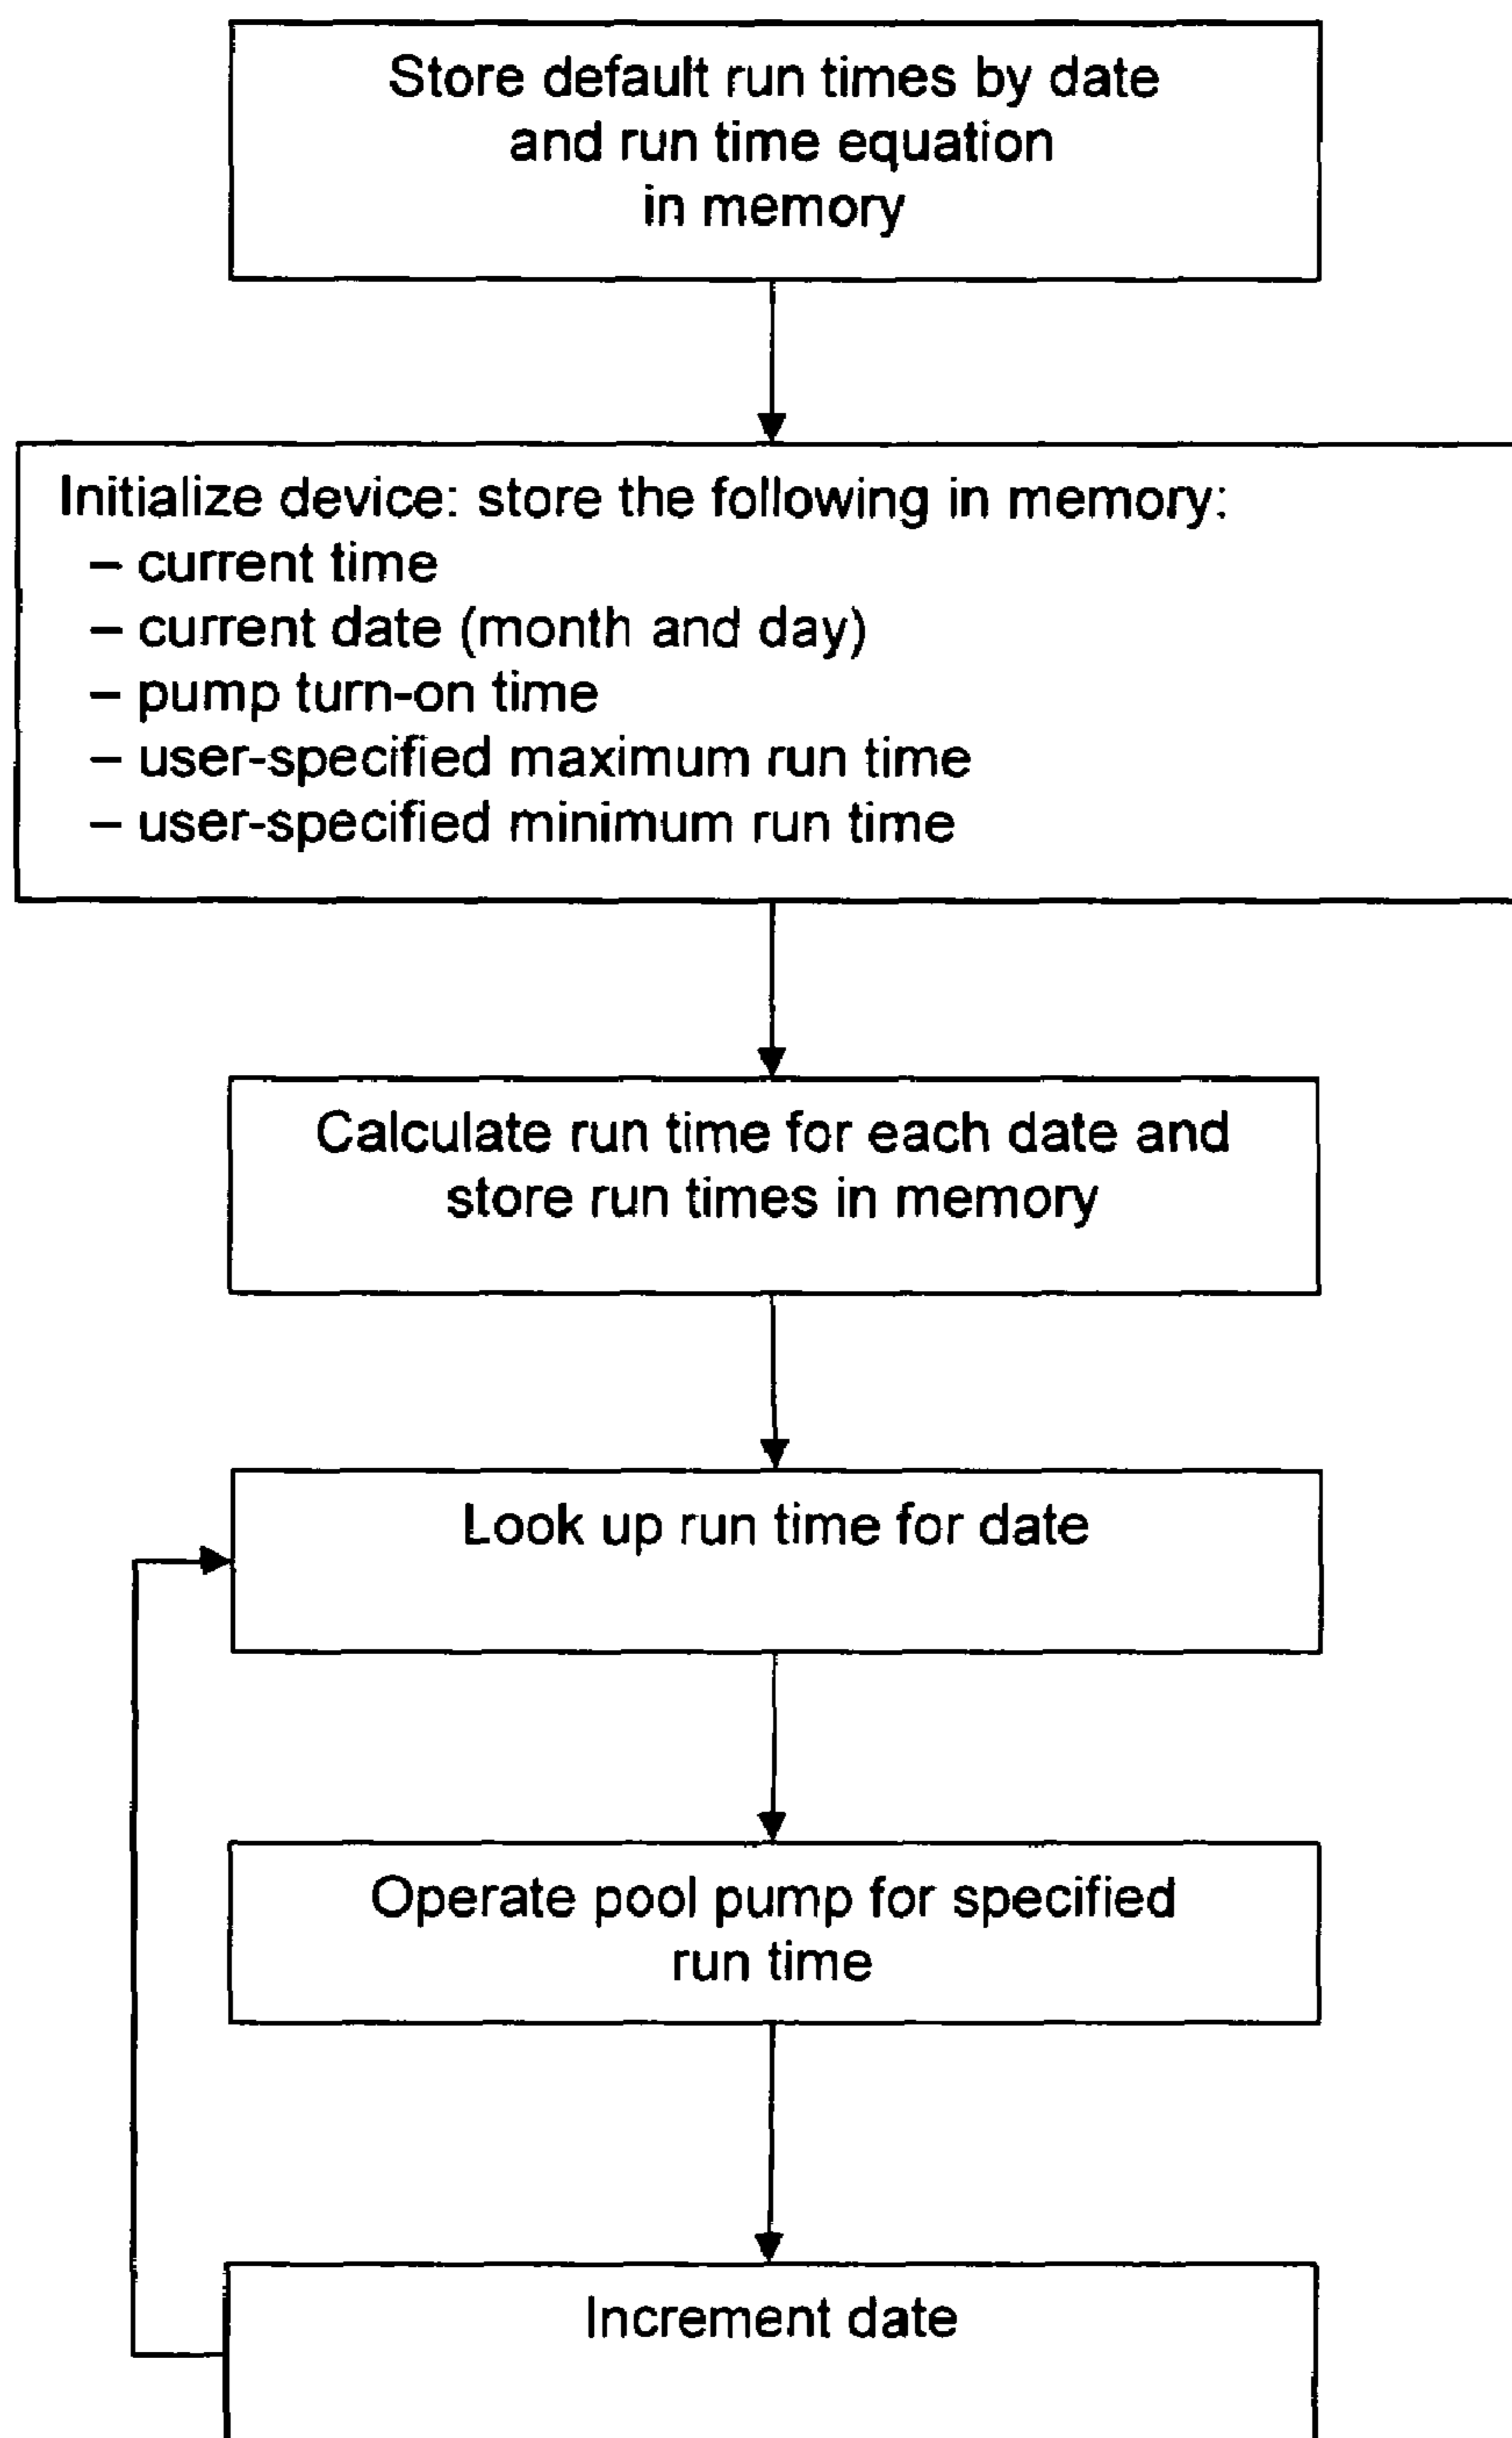 Store default run times by date
and run time equation
in memory
Initialize device: store the following in memory:
– current time
– current date (month and day)
– pump turn-on time
– user-specified maximum run time
– user-specified minimum run time
Calculate run time for each date and
store run times in memory
Look up run time for date
Operate pool pump for specified
run time
Increment date